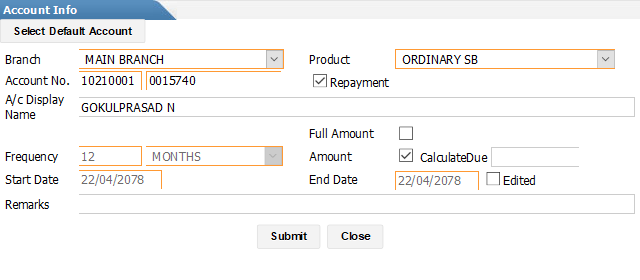 Account Info
Select Default Account
Branch MAIN BRANCH Product ORDINARY SB
Account No. 10210001 0015740 Repayment
A/c Display Name GOKULPRASAD N
Full Amount
Frequency 12 MONTHS Amount CalculateDue
Start Date 22/04/2078 End Date 22/04/2078 Edited
Remarks
Submit Close